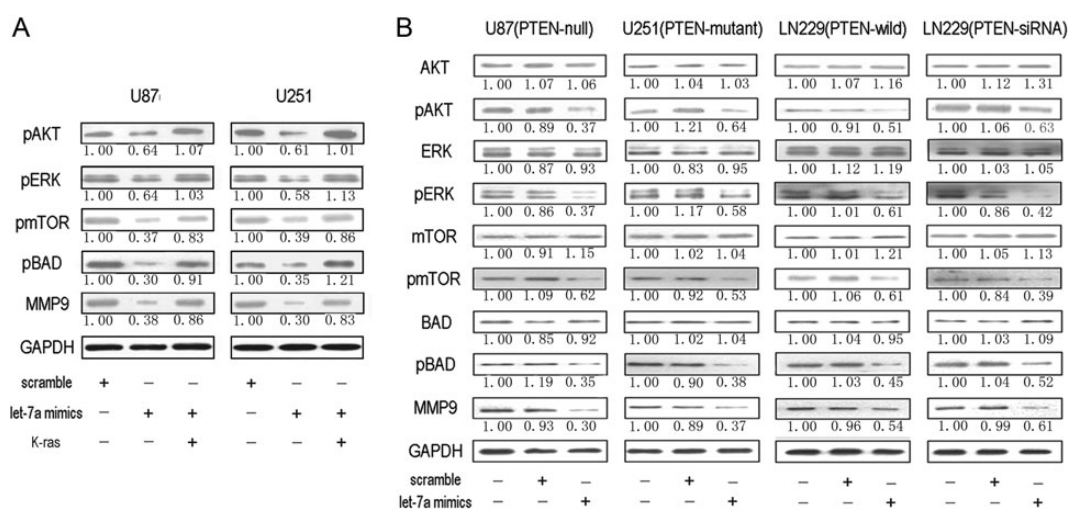 A
U87 U251
pAKT
1.00 0.64 1.07 1.00 0.61 1.01
pERK
1.00 0.64 1.03 1.00 0.58 1.13
pmTOR
1.00 0.37 0.83 1.00 0.39 0.86
pBAD
1.00 0.30 0.91 1.00 0.35 1.21
MMP9
1.00 0.38 0.86 1.00 0.30 0.83
GAPDH
scramble + − − + − −
let-7a mimics − + + − + +
K-ras − − + − − +
B
U87(PTEN-null) U251(PTEN-mutant) LN229(PTEN-wild) LN229(PTEN-siRNA)
AKT
1.00 1.07 1.06 1.00 1.04 1.03 1.00 1.07 1.16 1.00 1.12 1.31
pAKT
1.00 0.89 0.37 1.00 1.21 0.64 1.00 0.91 0.51 1.00 1.06 0.63
ERK
1.00 0.87 0.93 1.00 0.83 0.95 1.00 1.12 1.19 1.00 1.03 1.05
pERK
1.00 0.86 0.37 1.00 1.17 0.58 1.00 1.01 0.61 1.00 0.86 0.42
mTOR
1.00 0.91 1.15 1.00 1.02 1.04 1.00 1.01 1.21 1.00 1.05 1.13
pmTOR
1.00 1.09 0.62 1.00 0.92 0.53 1.00 1.06 0.61 1.00 0.84 0.39
BAD
1.00 0.85 0.92 1.00 1.02 1.04 1.00 1.04 0.95 1.00 1.03 1.09
pBAD
1.00 1.19 0.35 1.00 0.90 0.38 1.00 1.03 0.45 1.00 1.04 0.52
MMP9
1.00 0.93 0.30 1.00 0.89 0.37 1.00 0.96 0.54 1.00 0.99 0.61
GAPDH
scramble − + − − + − − + − − + −
let-7a mimics − − + − − + − − + − − +